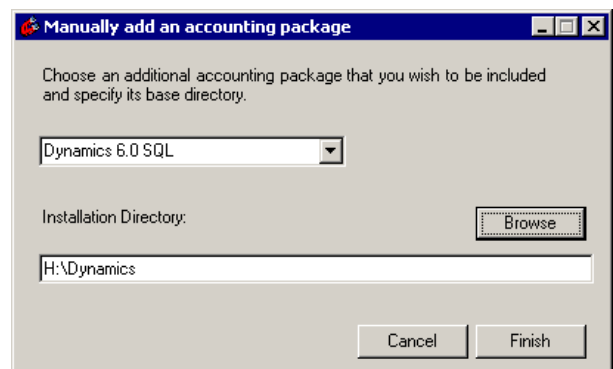 Manually add an accounting package
Choose an additional accounting package that you wish to be included
and specify its base directory.
Dynamics 6.0 SQL
Installation Directory:
Browse
H:\Dynamics
Cancel
Finish